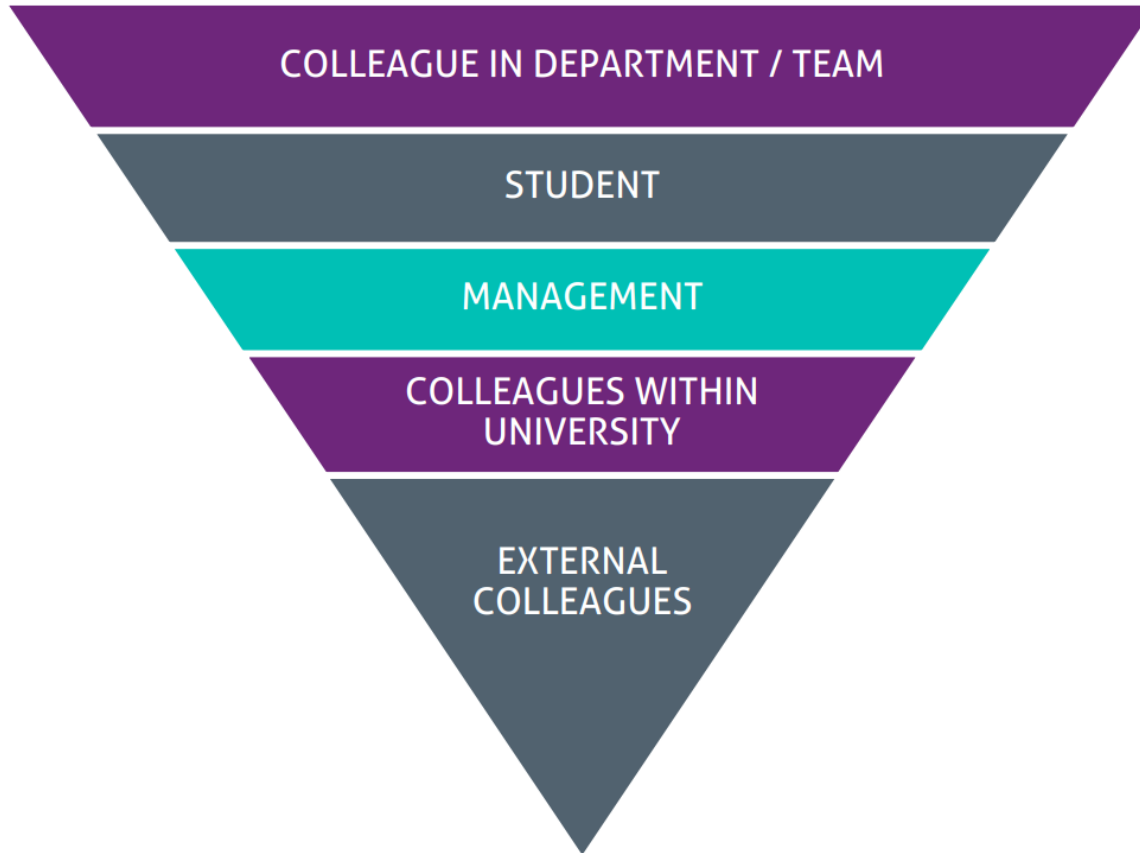 COLLEAGUE IN DEPARTMENT / TEAM
STUDENT
MANAGEMENT
COLLEAGUES WITHIN
UNIVERSITY
EXTERNAL
COLLEAGUES